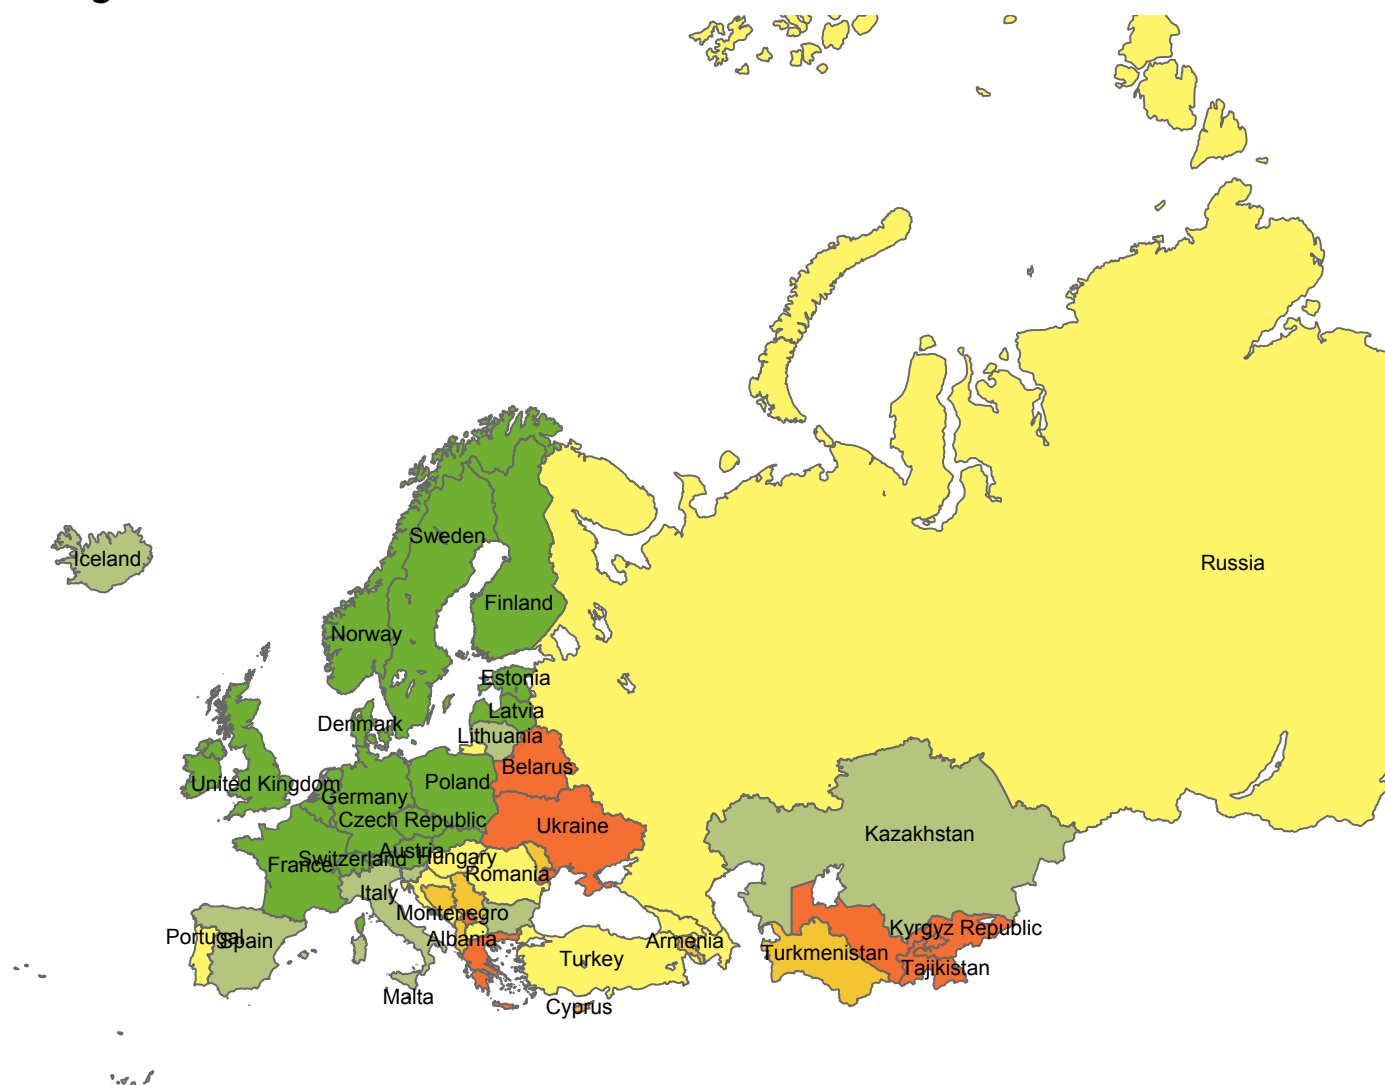 Sweden
Iceland
Russia
Finland
Norway
Estonia
Latvia
Denmark
Lithuania
Belarus
Poland
United Kingdom
Germany
Czech Republic
Ukraine
Kazakhstan
Austria
Switzerland
Hungary
France
Romania
Italy
Montenegro
Kyrgyz Republic
Portugal
Spain
Albania
Armenia
Turkmenistan
Turkey
Tajikistan
Malta
Cyprus